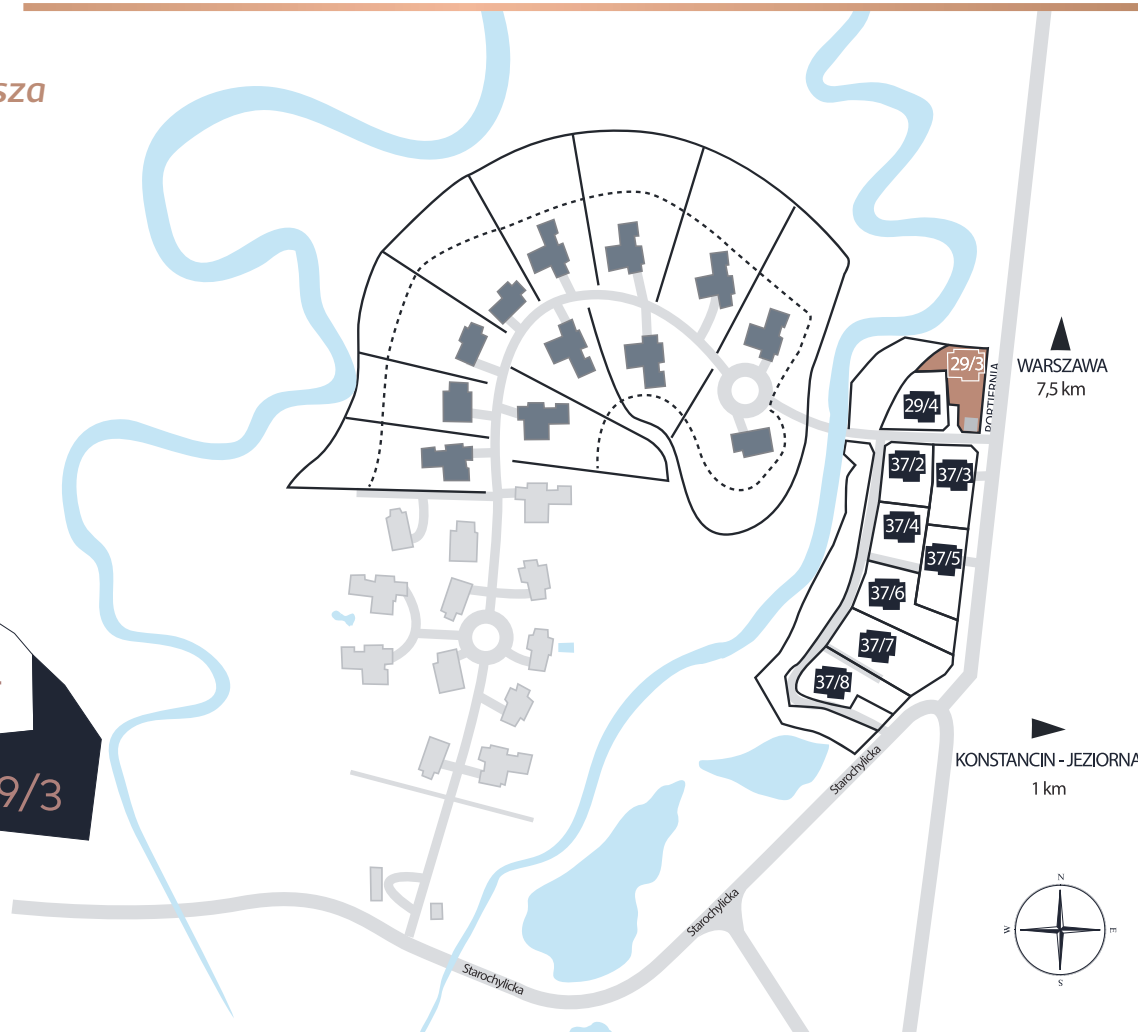 sza
29/3
PORTIERNIA
29/4
WARSZAWA
7,5 km
37/2
37/3
37/4
37/5
37/6
37/7
37/8
9/3
Starochylicka
KONSTANCIN - JEZIORNA
1 km
Starochylicka
Starochylicka
N
W
E
S